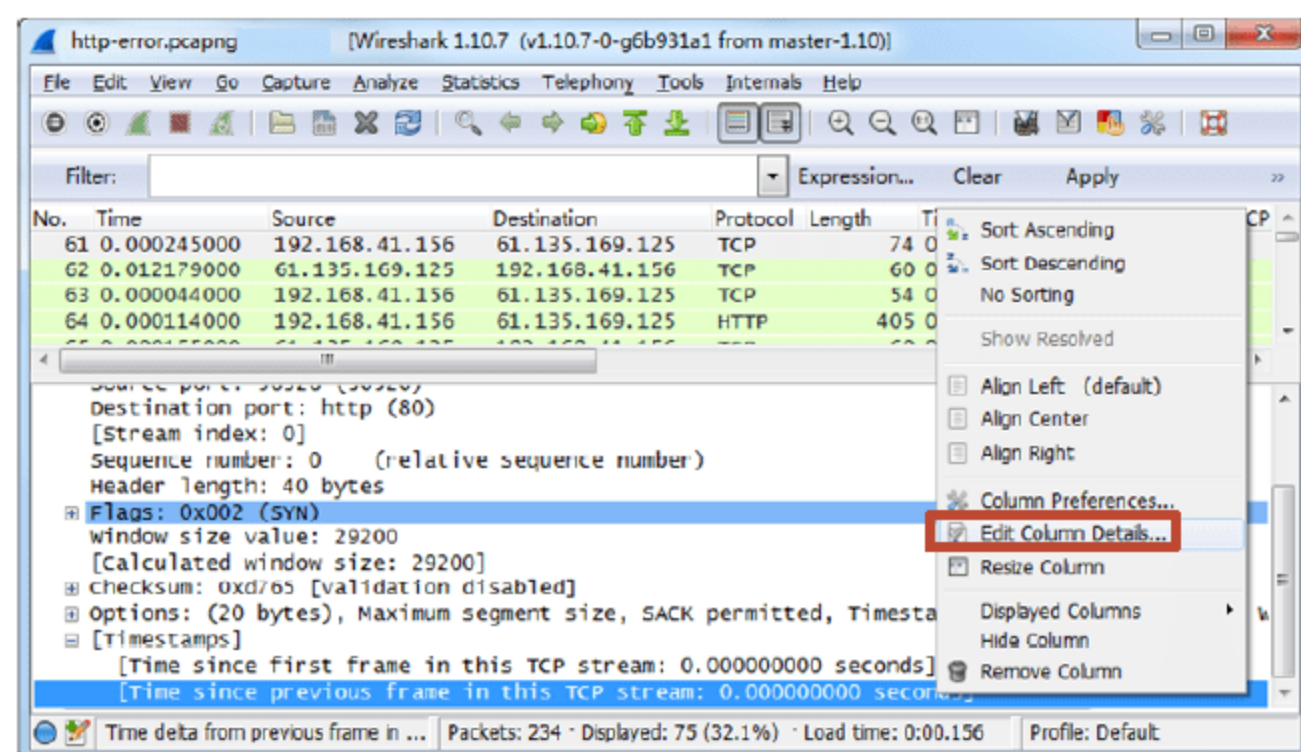 http-error.pcapng [Wireshark 1.10.7 (v1.10.7-0-g6b931a1 from master-1.10)]
File Edit View Go Capture Analyze Statistics Telephony Tools Internals Help
Filter: Expression... Clear Apply »
No. Time Source Destination Protocol Length Ti CP
61 0.000245000 192.168.41.156 61.135.169.125 TCP 74 0
62 0.012179000 61.135.169.125 192.168.41.156 TCP 60 0
63 0.000044000 192.168.41.156 61.135.169.125 TCP 54 0
64 0.000114000 192.168.41.156 61.135.169.125 HTTP 405 0
Sort Ascending
Sort Descending
No Sorting
Show Resolved
Align Left (default)
Align Center
Align Right
Column Preferences...
Edit Column Details...
Resize Column
Displayed Columns
Hide Column
Remove Column
Destination port: http (80)
[Stream index: 0]
Sequence number: 0 (relative sequence number)
Header length: 40 bytes
Flags: 0x002 (SYN)
Window size value: 29200
[Calculated window size: 29200]
Checksum: 0xd765 [validation disabled]
Options: (20 bytes), Maximum segment size, SACK permitted, Timesta
[Timestamps]
[Time since first frame in this TCP stream: 0.000000000 seconds]
[Time since previous frame in this TCP stream: 0.000000000 seconds]
Time delta from previous frame in ... Packets: 234 · Displayed: 75 (32.1%) · Load time: 0:00.156 Profile: Default